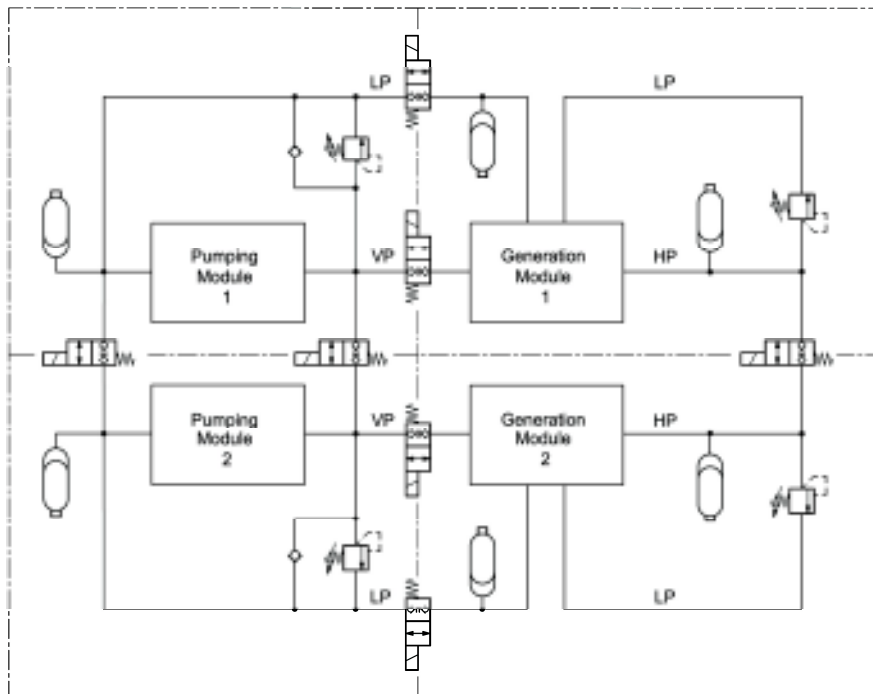 LP
LP
Pumping
Module
1
VP
Generation
Module
1
HP
Pumping
Module
2
VP
Generation
Module
2
HP
LP
LP